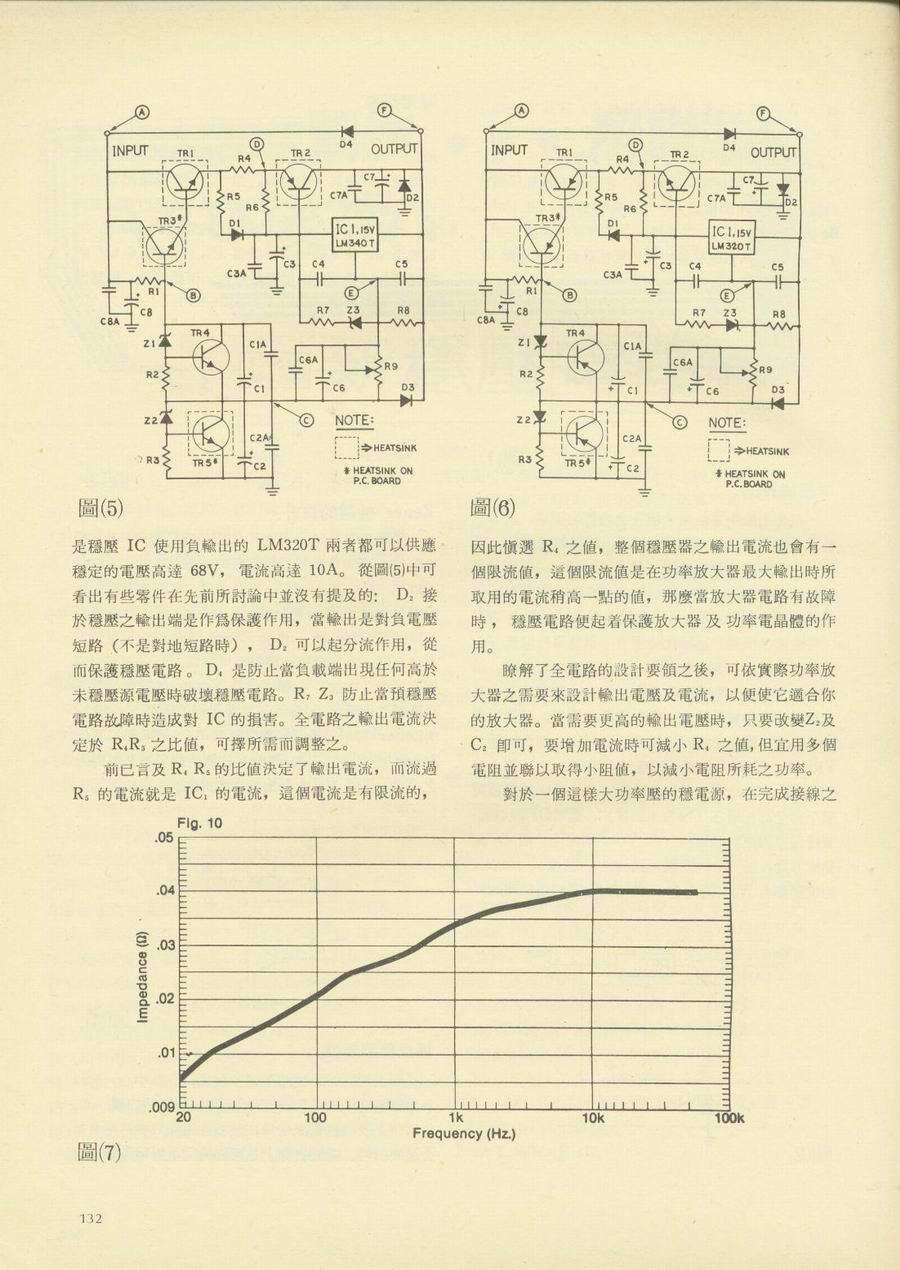 A
F
D
D4
INPUT
TR1
R4
TR2
OUTPUT
C7
C7A
D2
R5
R6
TR3*
D1
IC1,15V
LM340T
C3A
C3
C4
C5
R1
B
E
C8
C8A
R7
Z3
R8
Z1
TR4
C1A
R2
C6A
R9
C1
C6
D3
Z2
C
NOTE:
C2A
HEATSINK
R3
TR5*
C2
* HEATSINK ON
P.C. BOARD
圖(5)
A
F
D
D4
INPUT
TR1
R4
TR2
OUTPUT
C7
C7A
D2
R5
R6
TR3*
D1
IC1,15V
LM320T
C3A
C3
C4
C5
R1
B
E
C8
C8A
R7
Z3
R8
Z1
TR4
C1A
R2
C6A
R9
C1
C6
D3
Z2
C
NOTE:
C2A
HEATSINK
R3
TR5*
C2
* HEATSINK ON
P.C. BOARD
圖(6)
是穩壓 IC 使用負輸出的 LM320T 兩者都可以供應
穩定的電壓高達 68V， 電流高達 10A。 從圖(5)中可
看出有些零件在先前所討論中並沒有提及的： D₂ 接
於穩壓之輸出端是作爲保護作用，當輸出是對負電壓
短路（不是對地短路時）， D₂ 可以起分流作用，從
而保護穩壓電路。 D₄ 是防止當負載端出現任何高於
未穩壓源電壓時破壞穩壓電路。R₇ Z₃ 防止當預穩壓
電路故障時造成對 IC 的損害。全電路之輸出電流決
定於 R₄R₅ 之比值，可擇所需而調整之。
前已言及 R₄ R₅ 的比值決定了輸出電流，而流過
R₅ 的電流就是 IC₁ 的電流，這個電流是有限流的，
因此愼選 R₄ 之值，整個穩壓器之輸出電流也會有一
個限流値，這個限流値是在功率放大器最大輸出時所
取用的電流稍高一點的値，那麼當放大器電路有故障
時， 穩壓電路便起着保護放大器及功率電晶體的作
用。
瞭解了全電路的設計要領之後，可依實際功率放
大器之需要來設計輸出電壓及電流，以便使它適合你
的放大器。當需要更高的輸出電壓時，只要改變Z₂及
C₂ 卽可，要增加電流時可減小 R₄ 之値,但宜用多個
電阻並聯以取得小阻値，以減小電阻所耗之功率。
對於一個這樣大功率壓的穩電源，在完成接線之
Fig. 10
.05
.04
.03
.02
.01
.009
Impedance (Ω)
20
100
1k
10k
100k
Frequency (Hz.)
圖(7)
132